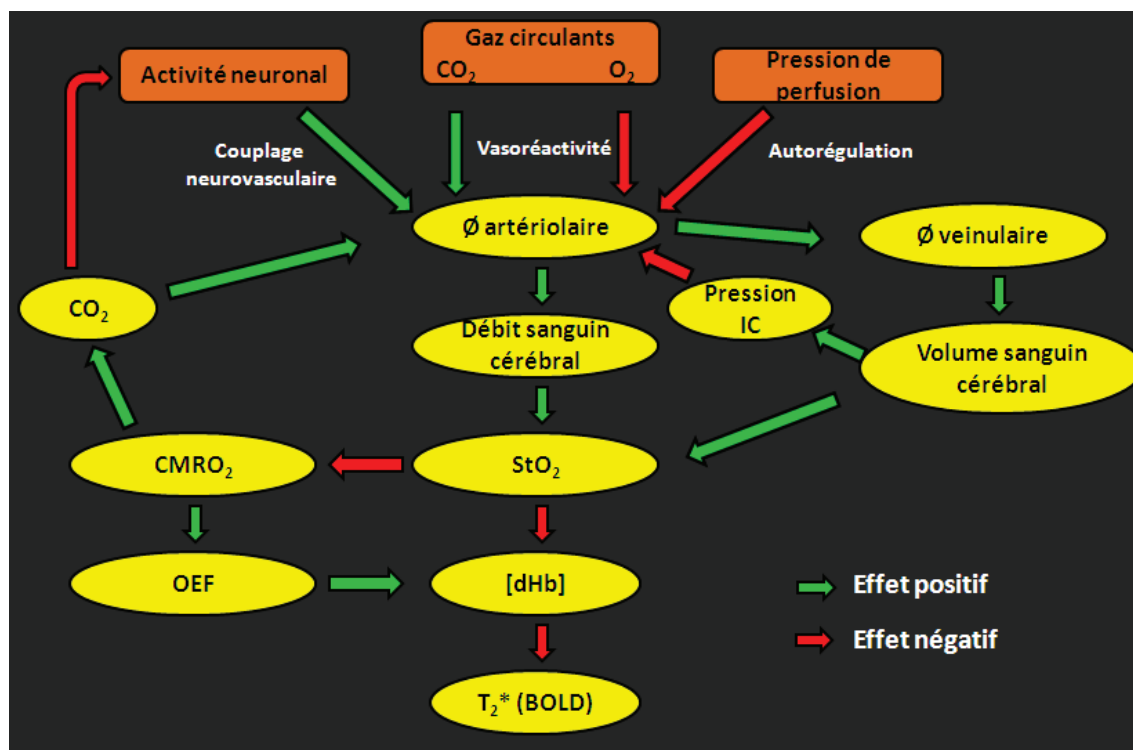 Activité neuronal
Gaz circulants
CO₂ O₂
Pression de
perfusion
Couplage
neurovasculaire
Vasoréactivité
Autorégulation
Ø artériolaire
Ø veinulaire
CO₂
Pression
IC
Débit sanguin
cérébral
Volume sanguin
cérébral
CMRO₂
StO₂
OEF
[dHb]
Effet positif
Effet négatif
T₂* (BOLD)